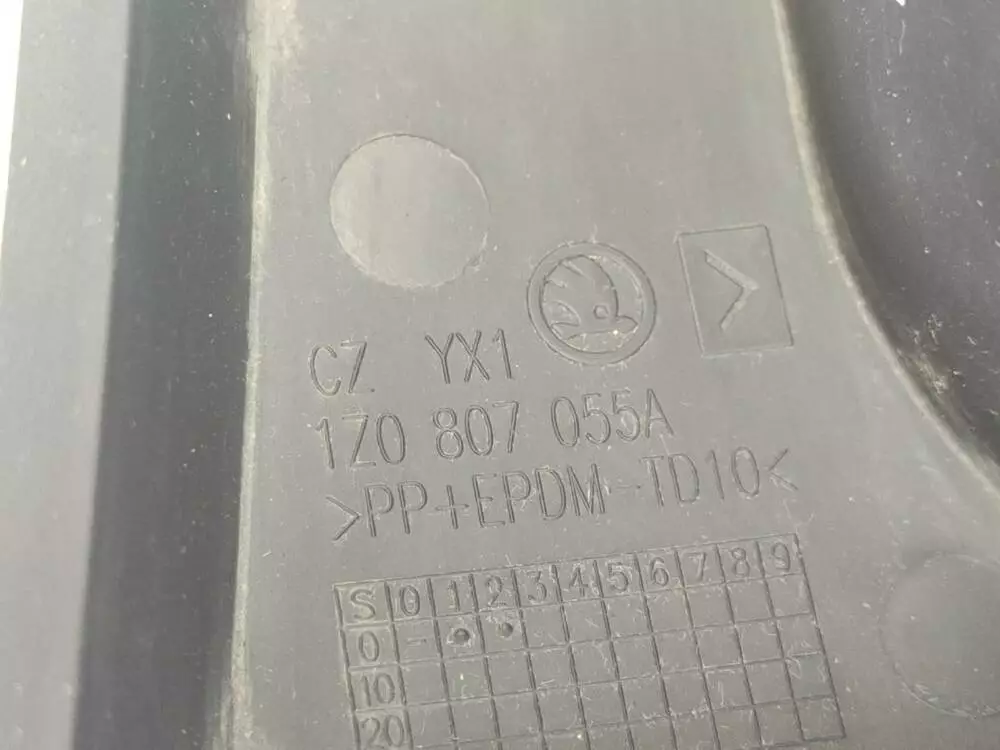 CZ YX1
1Z0 807 055A
>PP+EPDM-TD10<
S 0 1 2 3 4 5 6 7 8 9
0 -
10
20